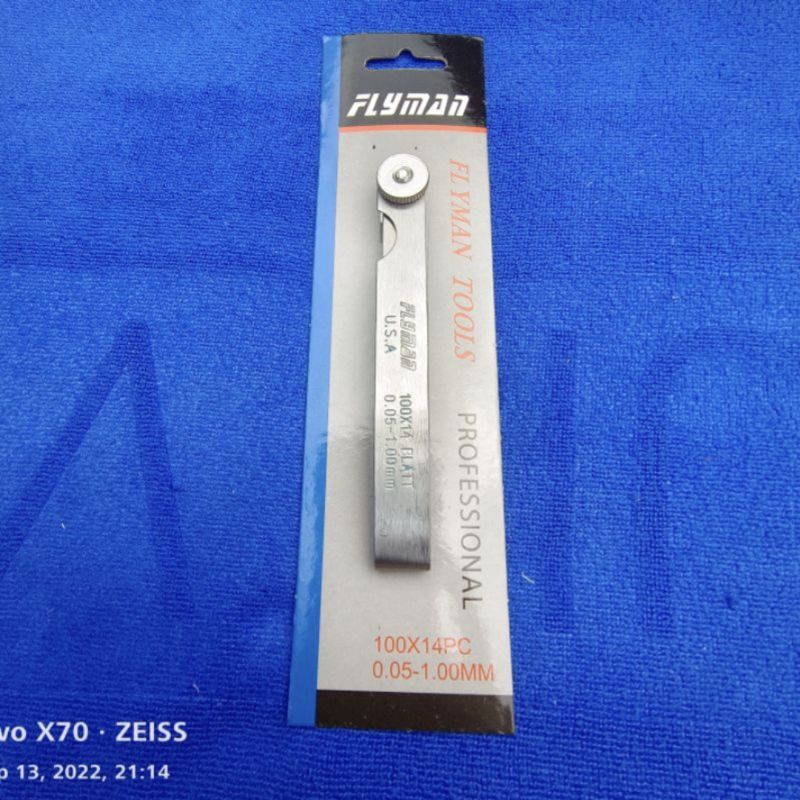 FLYMAN
FLYMAN TOOLS
PROFESSIONAL
FLYMAN
U.S.A
100X14 BLATT
0.05-1.00mm
100X14PC
0.05-1.00MM
X70 · ZEISS
13, 2022, 21:14